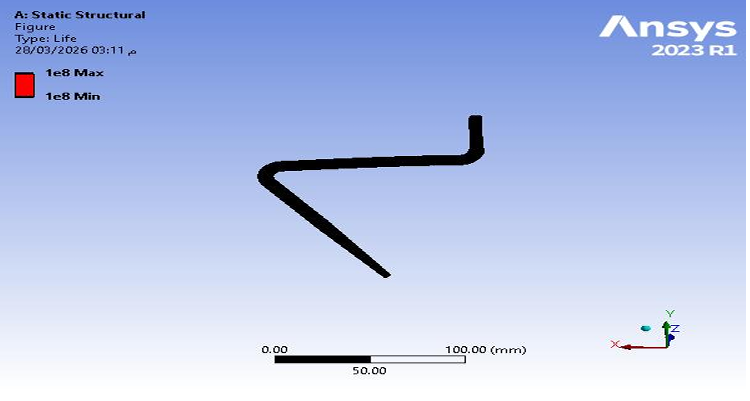 A: Static Structural
Figure
Type: Life
28/03/2026 03:11 م
1e8 Max
1e8 Min
Ansys
2023 R1
0.00
100.00 (mm)
50.00
Y
Z
X